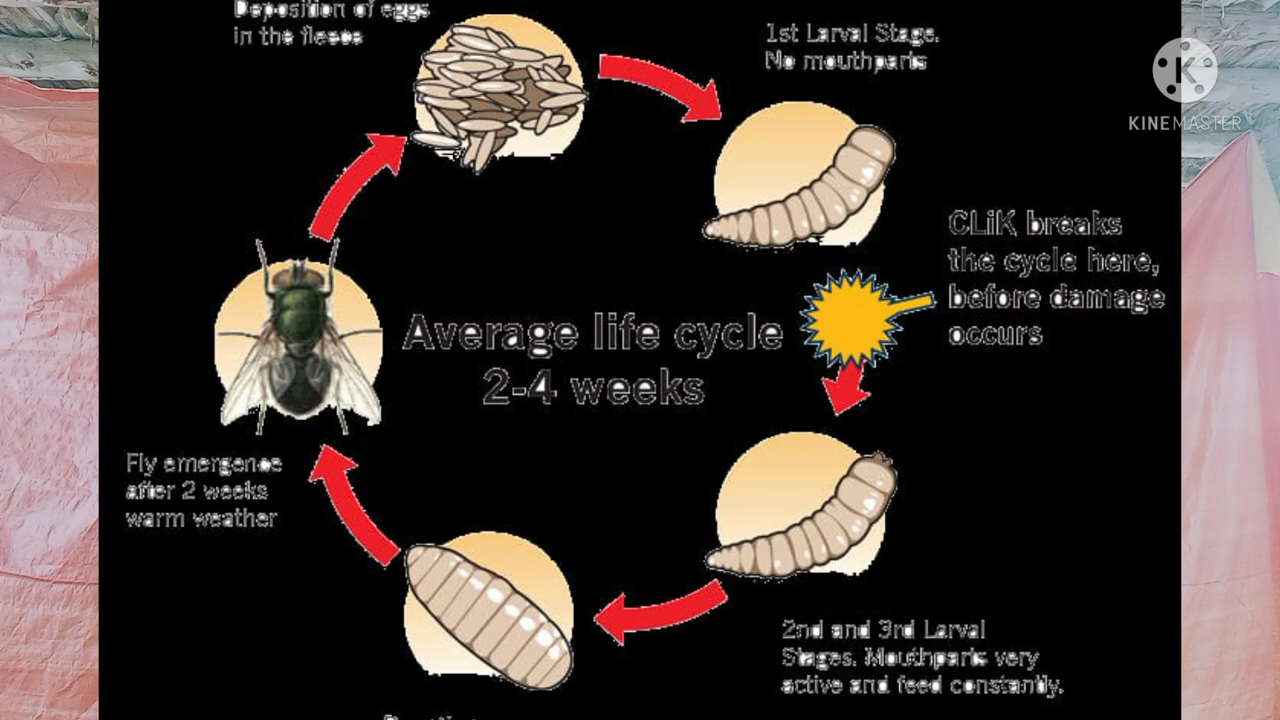 Deposition of eggs
in the fleece
1st Larval Stage.
No mouthparts
KINEMASTER
CLiK breaks
the cycle here,
before damage
occurs
Average life cycle
2-4 weeks
Fly emergence
after 2 weeks
warm weather
2nd and 3rd Larval
Stages. Mouthparts very
active and feed constantly.